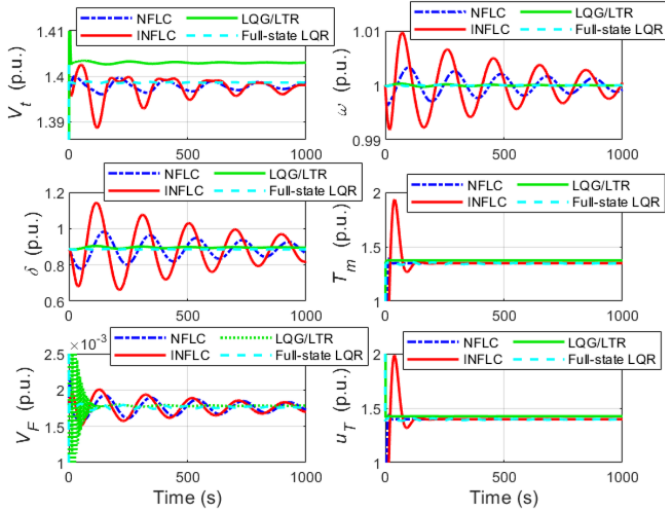 NFLC LQG/LTR
INFLC Full-state LQR
1.41
1.4
1.39
V_t (p.u.)
0 500 1000
NFLC LQG/LTR
INFLC Full-state LQR
1.01
1
0.99
ω (p.u.)
0 500 1000
NFLC LQG/LTR
INFLC Full-state LQR
1.2
1
0.8
0.6
δ (p.u.)
0 500 1000
NFLC LQG/LTR
INFLC Full-state LQR
2
1.5
1
T_m (p.u.)
0 500 1000
×10⁻³
NFLC LQG/LTR
INFLC Full-state LQR
2.5
2
1.5
1
V_F (p.u.)
0 500 1000
Time (s)
NFLC LQG/LTR
INFLC Full-state LQR
2
1.5
1
u_T (p.u.)
0 500 1000
Time (s)